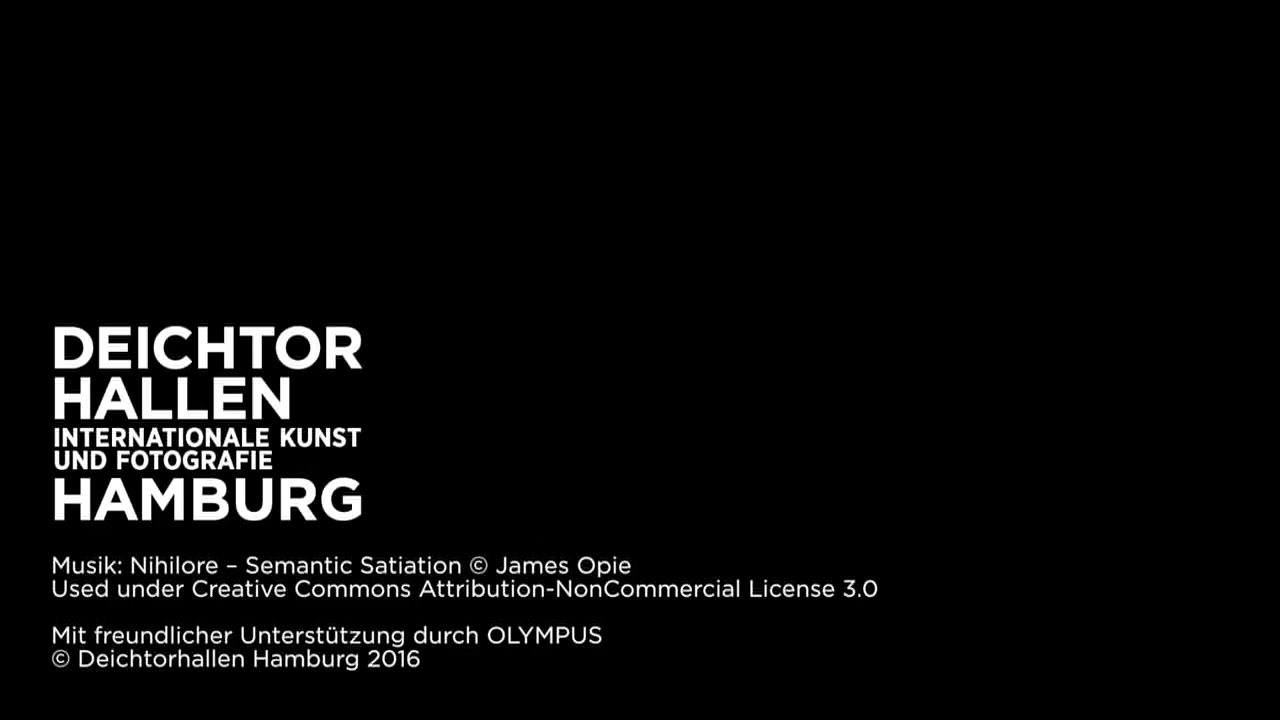 DEICHTOR
HALLEN
INTERNATIONALE KUNST
UND FOTOGRAFIE
HAMBURG
Musik: Nihilore – Semantic Satiation © James Opie
Used under Creative Commons Attribution-NonCommercial License 3.0
Mit freundlicher Unterstützung durch OLYMPUS
© Deichtorhallen Hamburg 2016